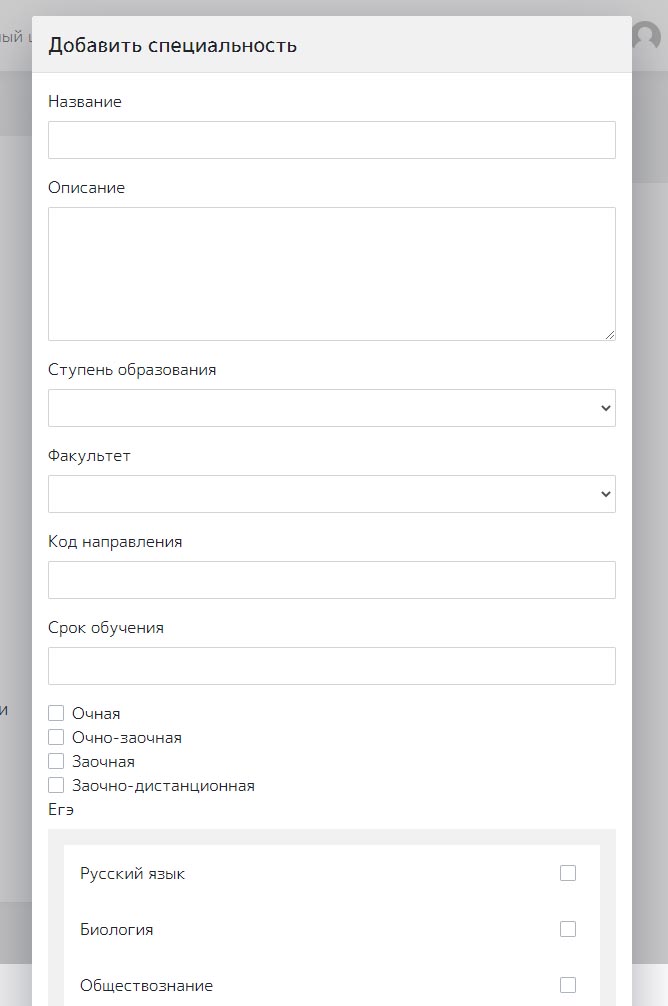 ный
Добавить специальность
Название
Описание
Ступень образования
Факультет
Код направления
Срок обучения
и
Очная
Очно-заочная
Заочная
Заочно-дистанционная
Егэ
Русский язык
Биология
Обществознание